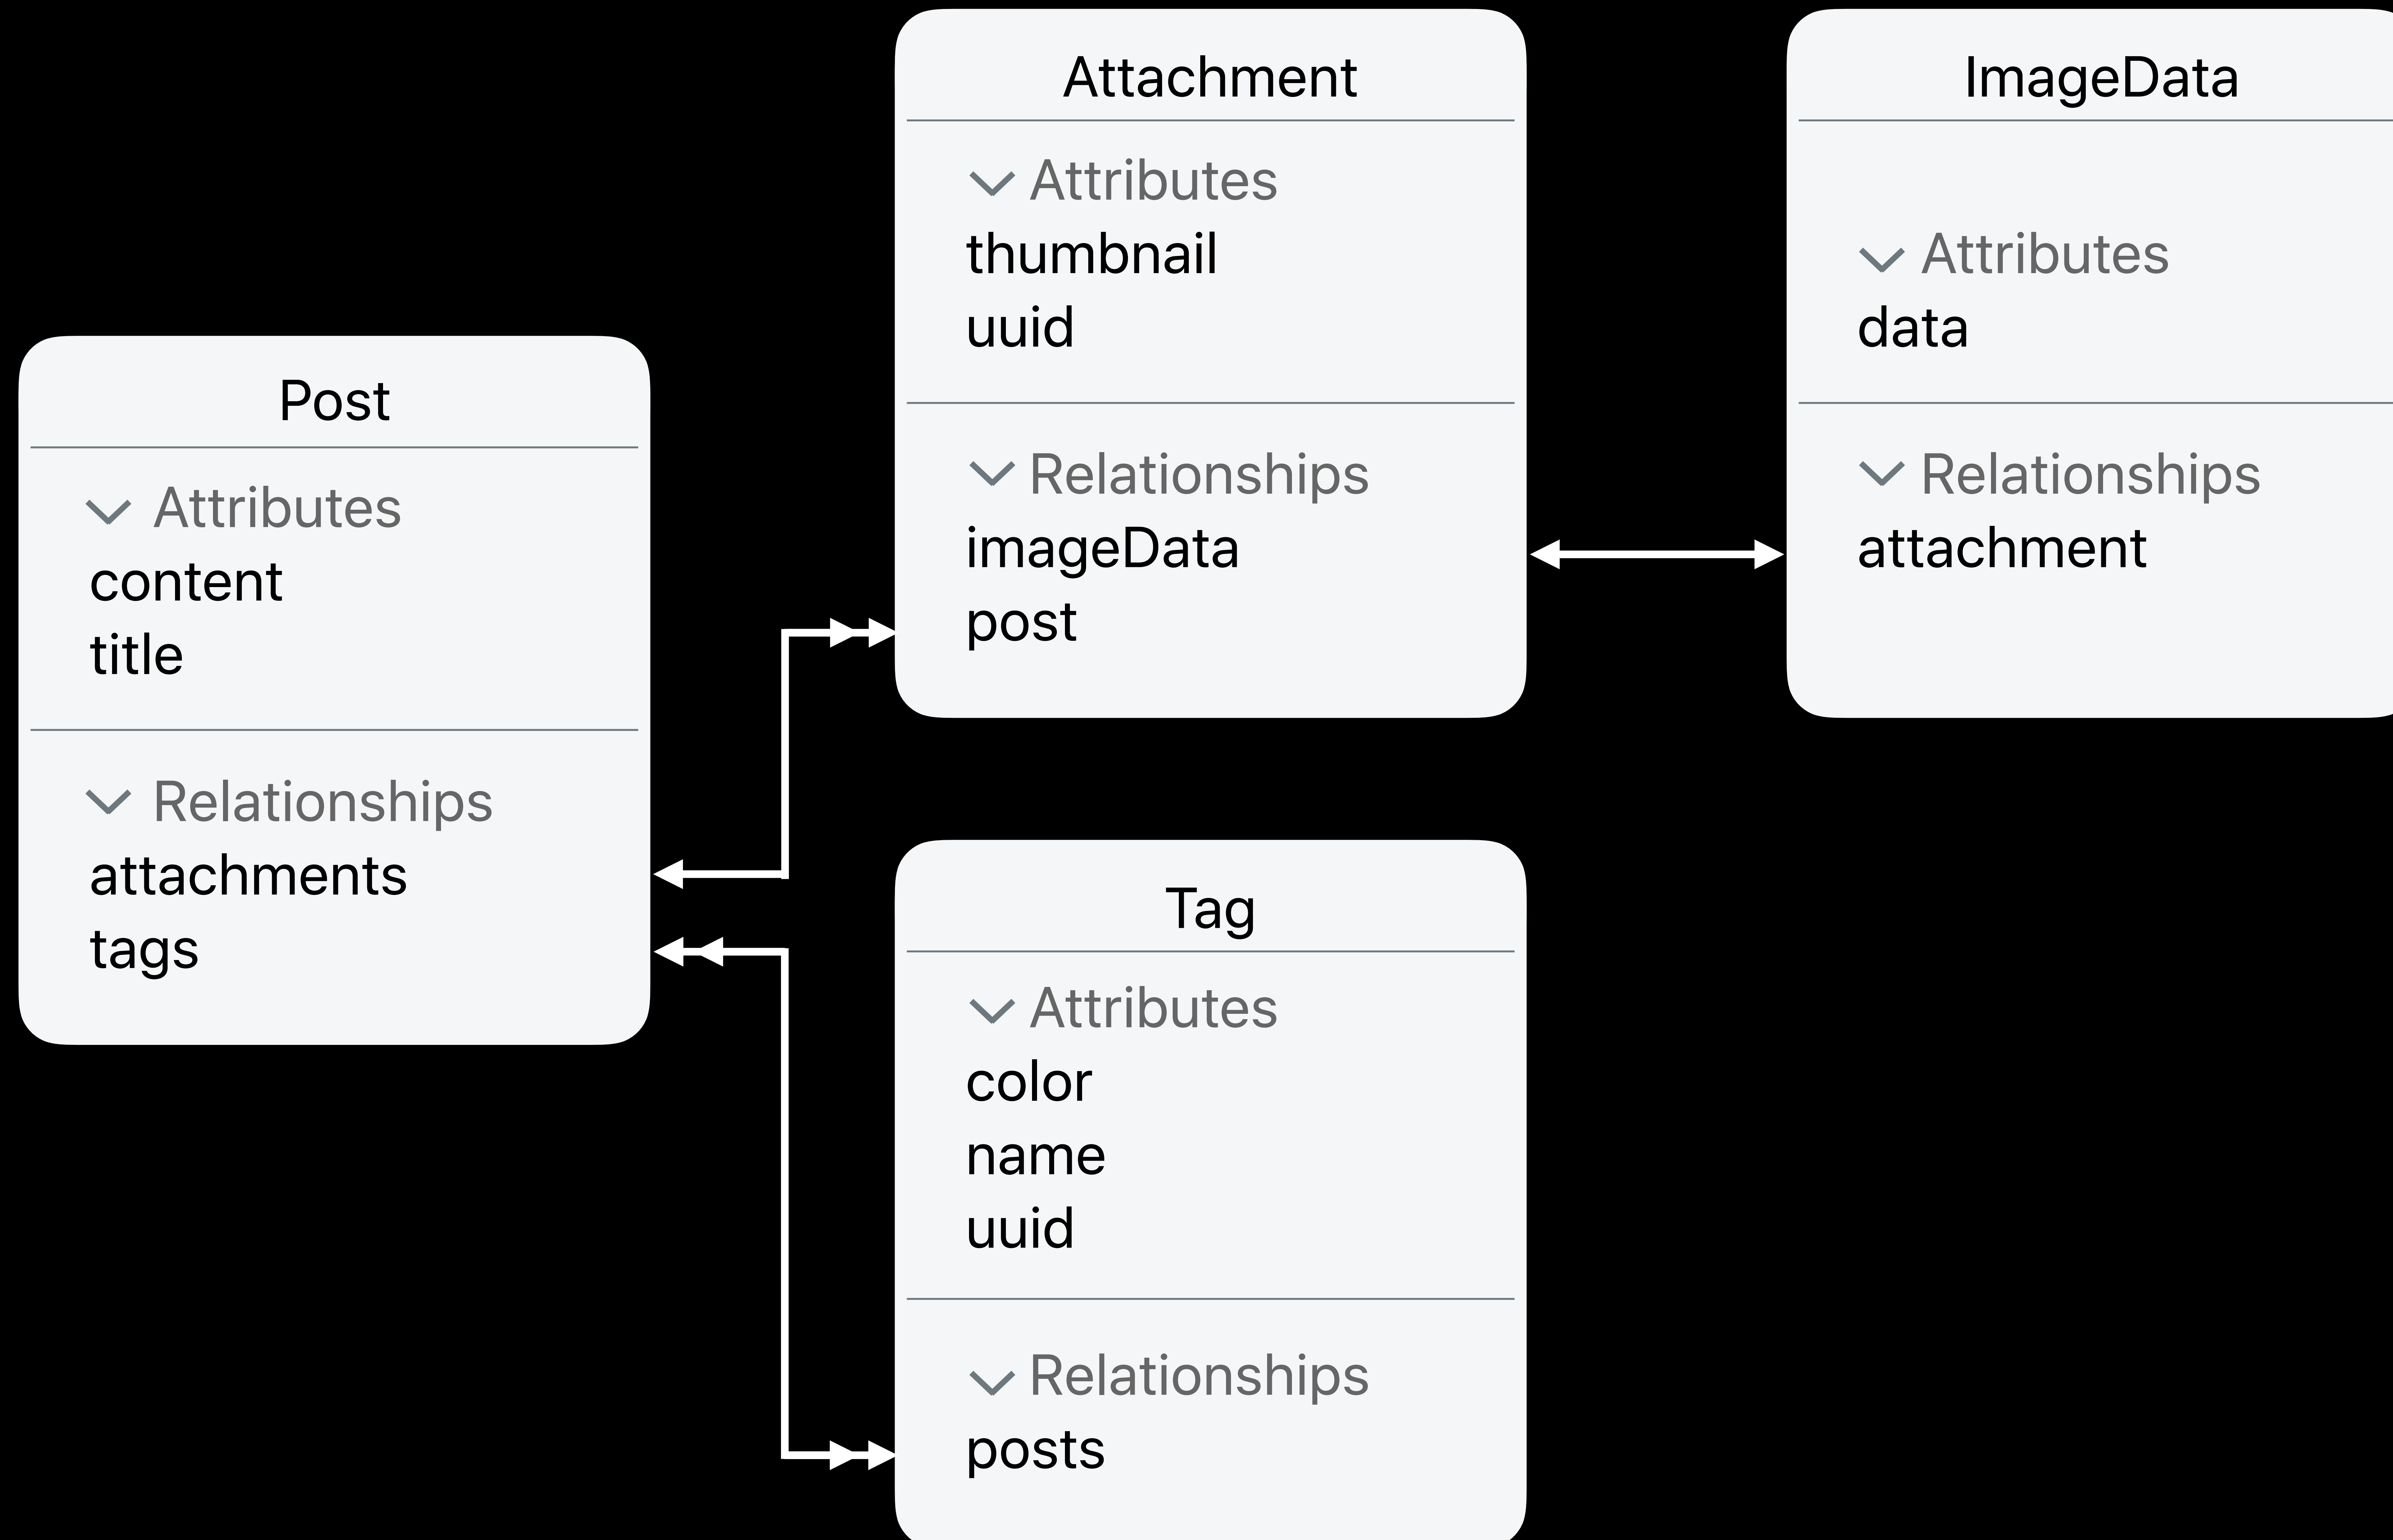 Post
Attributes
content
title
Relationships
attachments
tags
Attachment
Attributes
thumbnail
uuid
Relationships
imageData
post
ImageData
Attributes
data
Relationships
attachment
Tag
Attributes
color
name
uuid
Relationships
posts